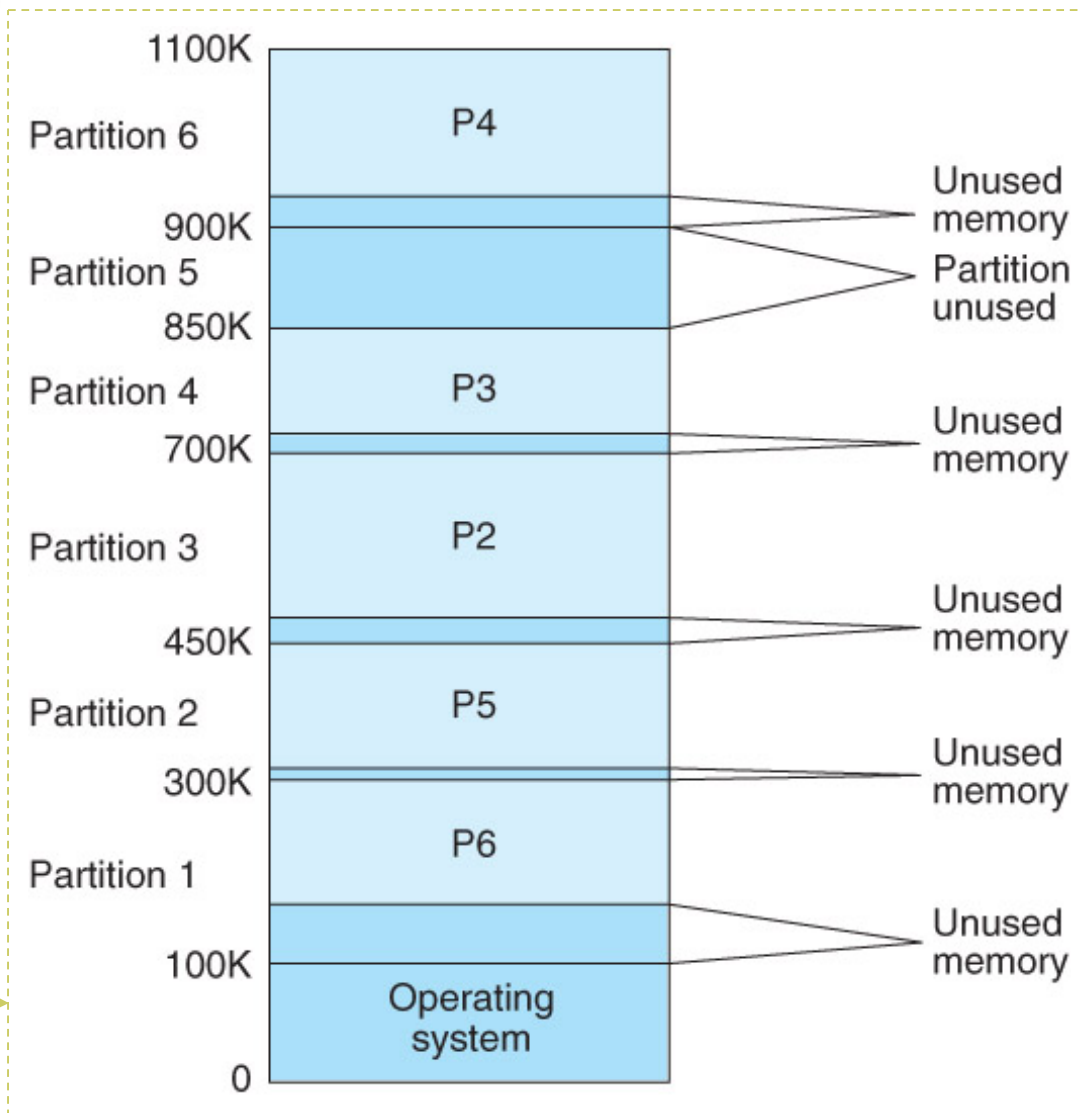 1100K
Partition 6
P4
Unused
memory
900K
Partition 5
Partition
unused
850K
Partition 4
P3
Unused
memory
700K
Partition 3
P2
Unused
memory
450K
Partition 2
P5
Unused
memory
300K
Partition 1
P6
Unused
memory
100K
Operating
system
0